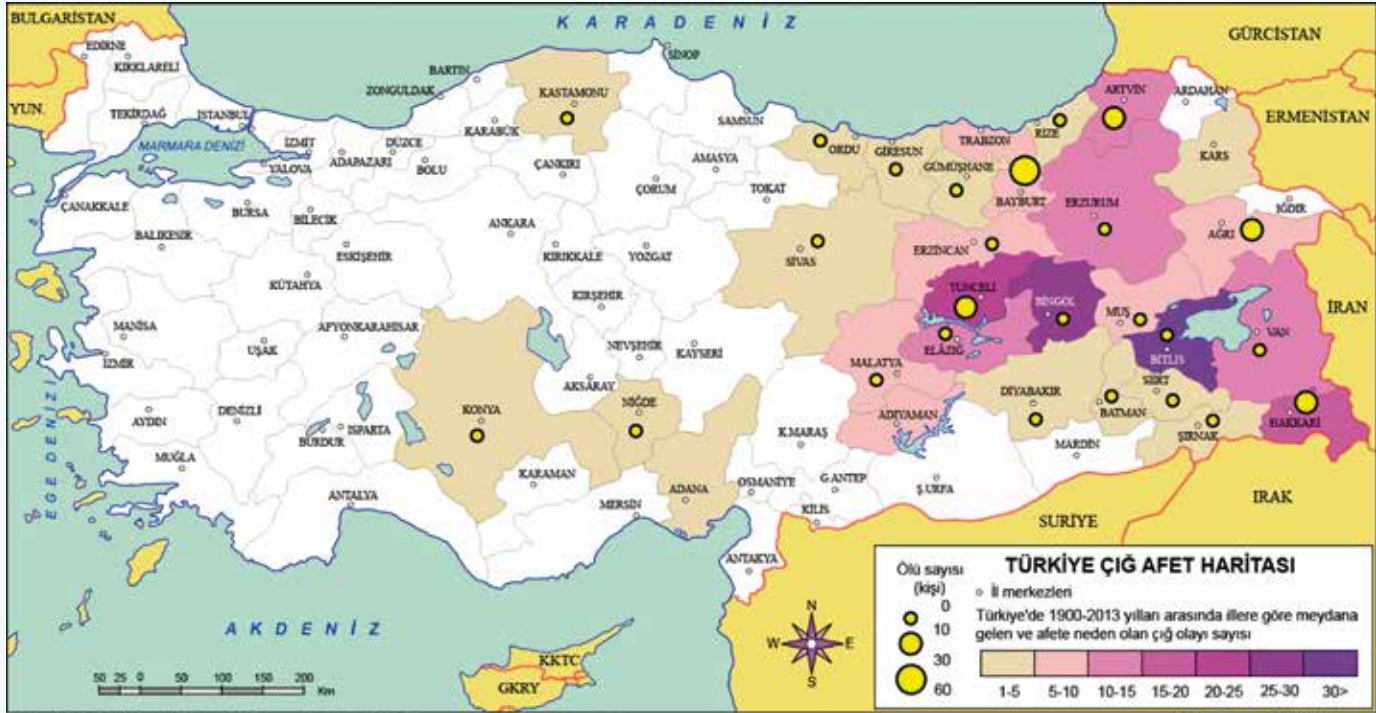 BULGARİSTAN
KARADENİZ
GÜRCİSTAN
EDİRNE
KIRKLARELİ
SİNOP
BARTIN
ZONGULDAK
KASTAMONU
ARTVİN
ARDAHAN
YUN.
TEKİRDAĞ
İSTANBUL
KARABÜK
SAMSUN
TRABZON
RİZE
ERMENİSTAN
MARMARA DENİZİ
İZMİT
ADAPAZARI
DÜZCE
BOLU
YALOVA
ÇANKIRI
AMASYA
ORDU
GİRESUN
GÜMÜŞHANE
KARS
ÇORUM
TOKAT
BAYBURT
ERZURUM
IĞDIR
ÇANAKKALE
BURSA
BİLECİK
ANKARA
BALIKESİR
ESKİŞEHİR
KIRIKKALE
YOZGAT
SİVAS
ERZİNCAN
AĞRI
KÜTAHYA
KIRŞEHİR
TUNCELİ
BİNGÖL
MUŞ
İRAN
MANİSA
AFYONKARAHİSAR
UŞAK
NEVŞEHİR
KAYSERİ
ELÂZIĞ
BİTLİS
VAN
İZMİR
MALATYA
AKSARAY
SİİRT
DİYABAKIR
BATMAN
EGE DENİZİ
AYDIN
DENİZLİ
BURDUR
ISPARTA
KONYA
NİĞDE
ADIYAMAN
HAKKARİ
ŞIRNAK
K.MARAŞ
MARDİN
MUĞLA
KARAMAN
G.ANTEP
Ş.URFA
ANTALYA
MERSİN
ADANA
OSMANİYE
KİLİS
IRAK
SURİYE
ANTAKYA
AKDENİZ
KKTC
GKRY
N
W E
S
50 25 0 50 100 150 200
Km
Ölü sayısı
(kişi)
0
10
30
60
TÜRKİYE ÇIĞ AFET HARİTASI
İl merkezleri
Türkiye'de 1900-2013 yılları arasında illere göre meydana
gelen ve afete neden olan çığ olayı sayısı
1-5 5-10 10-15 15-20 20-25 25-30 30>